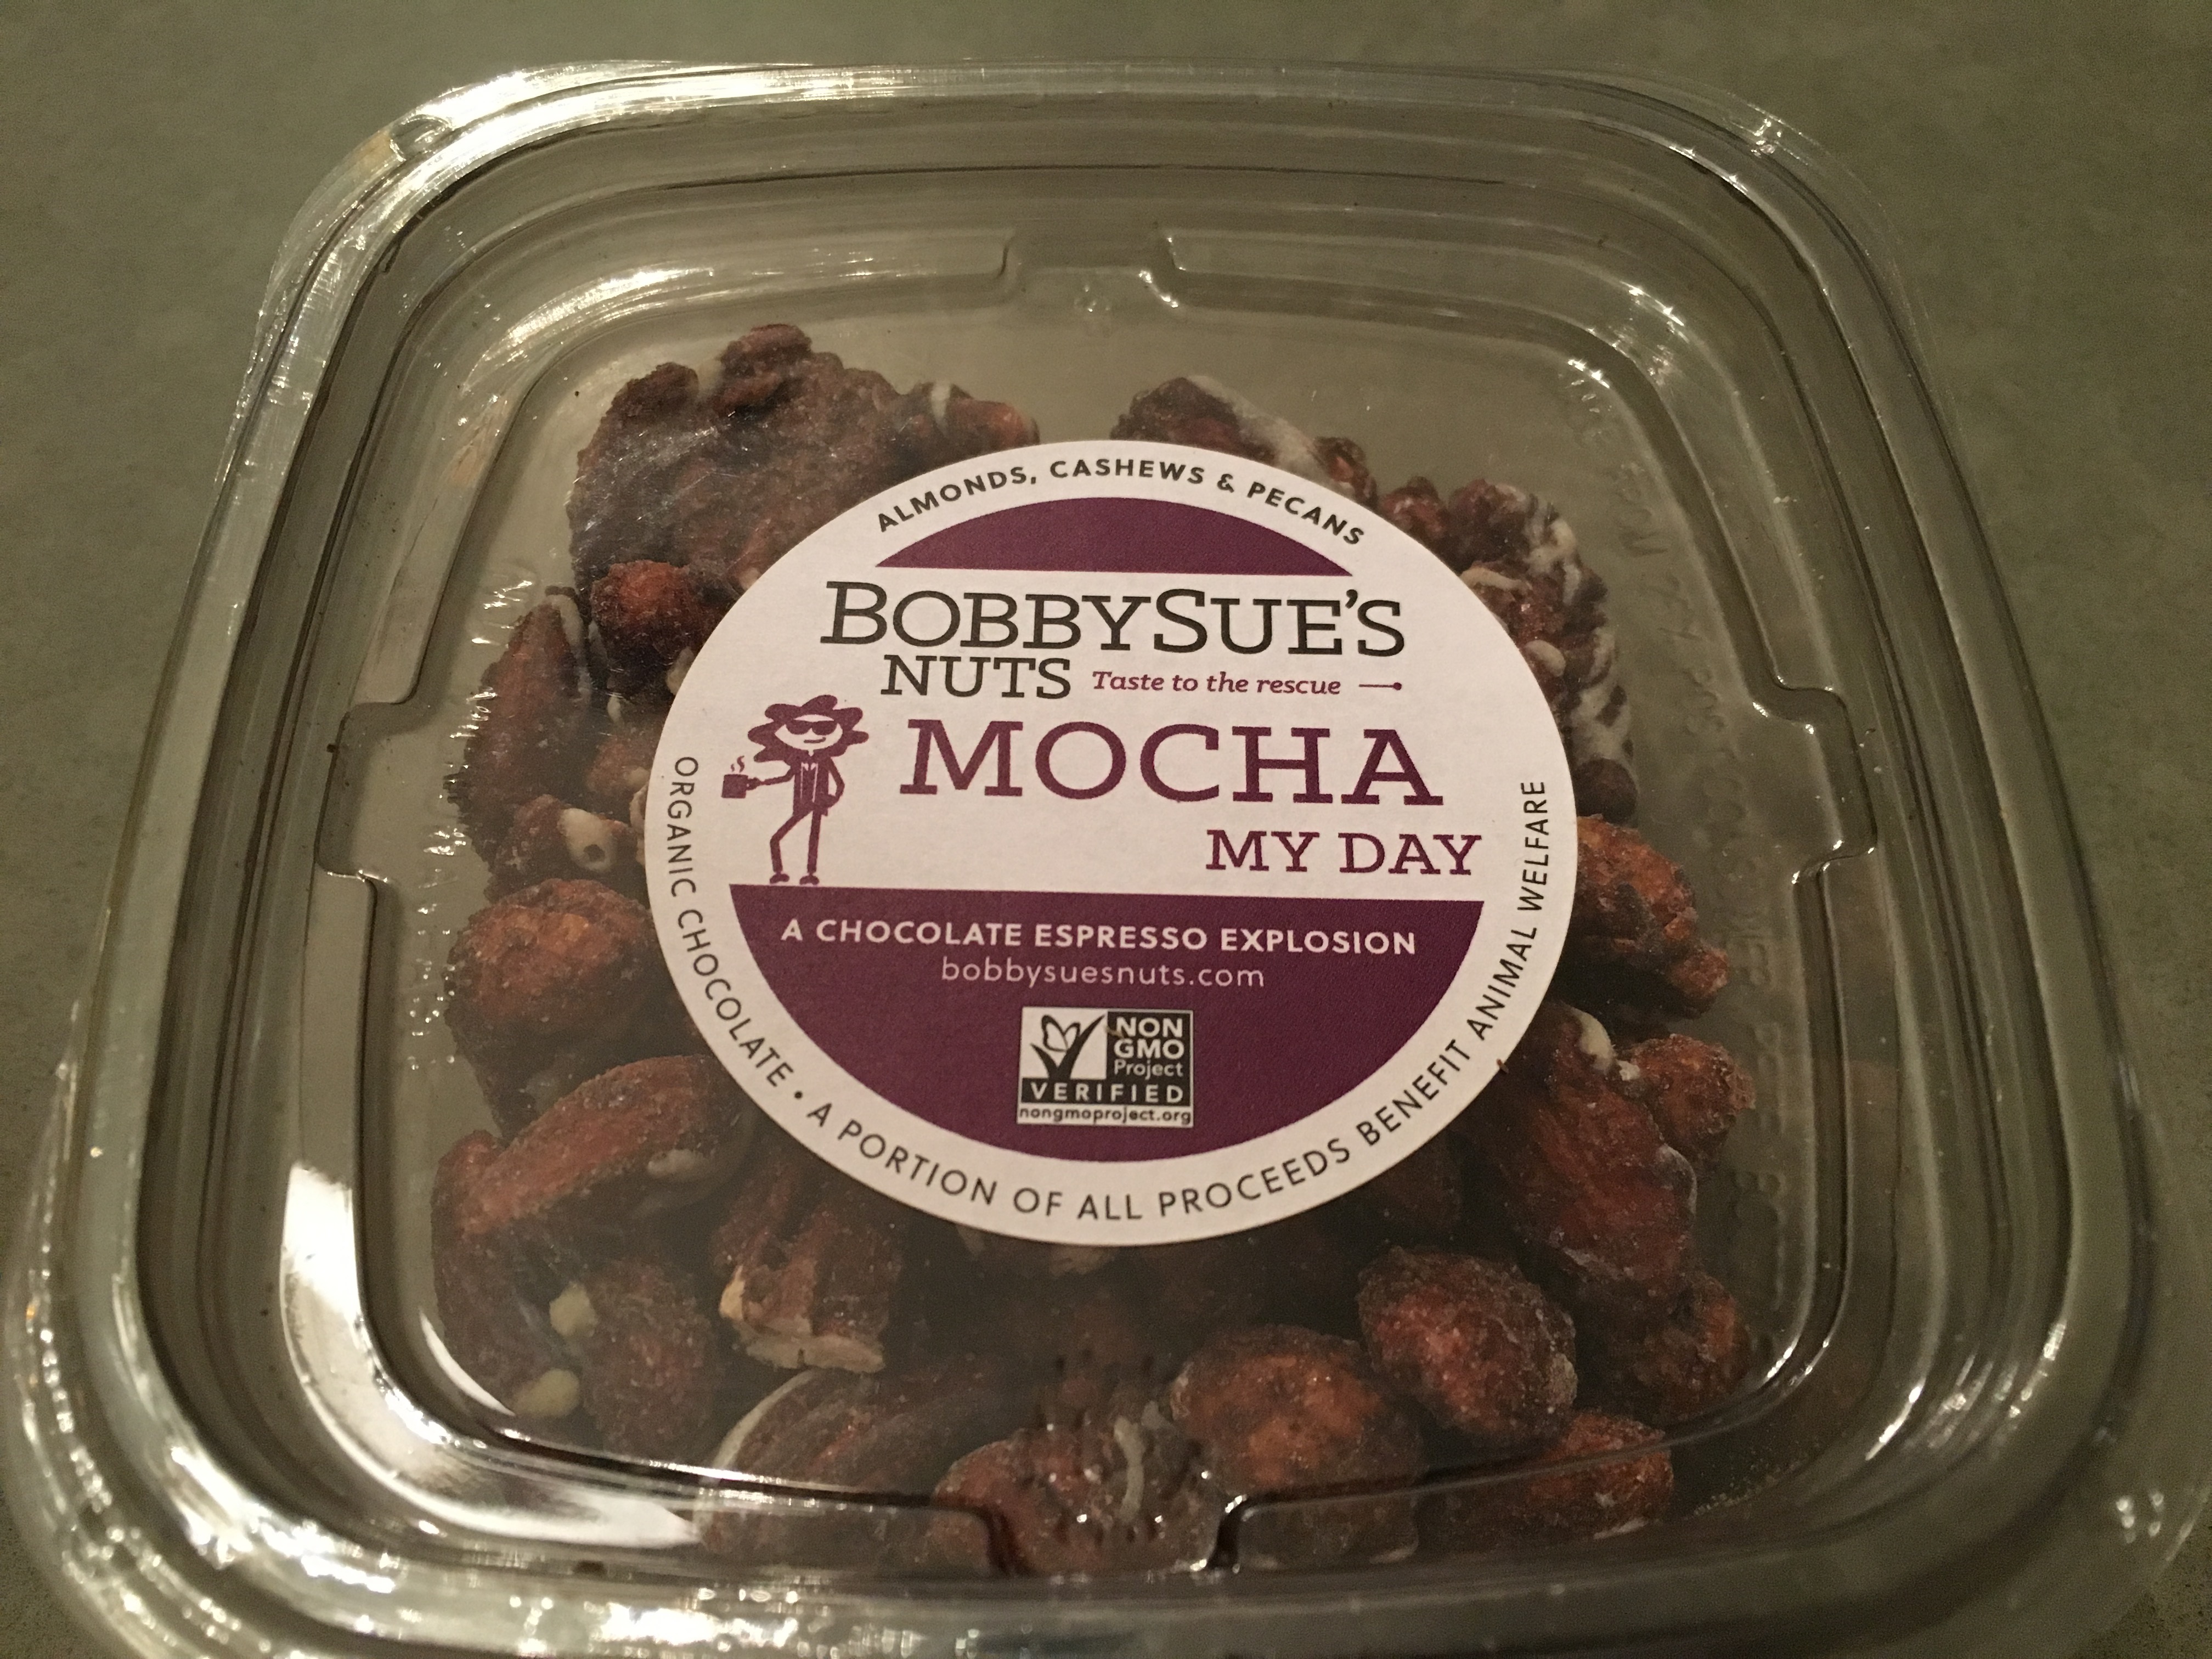 ALMONDS, CASHEWS & PECANS
BOBBYSUE'S
NUTS Taste to the rescue
MOCHA
MY DAY
A CHOCOLATE ESPRESSO EXPLOSION
bobbysuesnuts.com
NON
GMO
Project
VERIFIED
nongmoproject.org
ORGANIC CHOCOLATE • A PORTION OF ALL PROCEEDS BENEFIT ANIMAL WELFARE